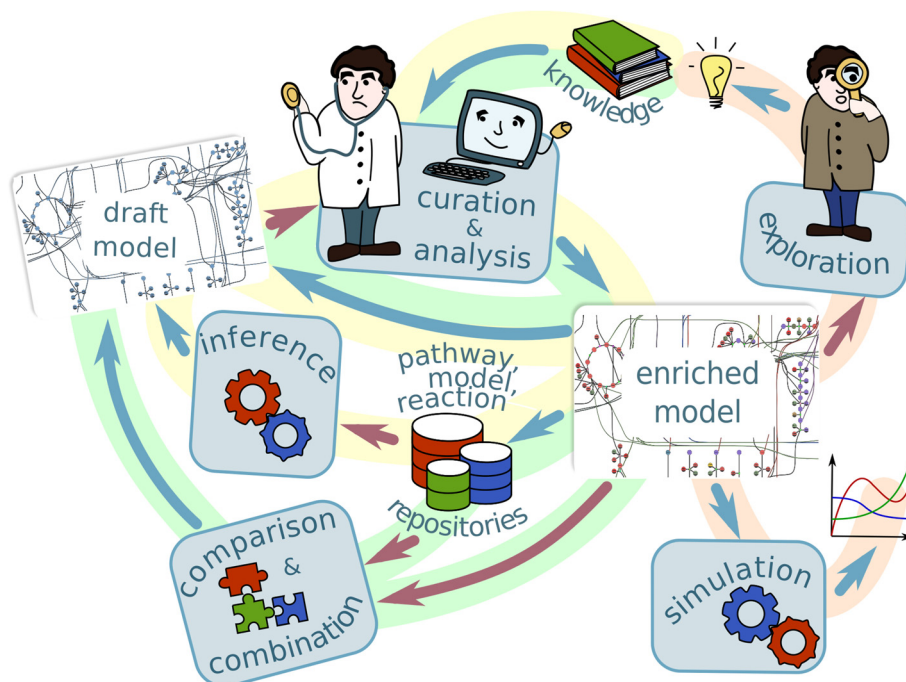 knowledge
draft
model
curation
&
analysis
exploration
inference
pathway,
model,
reaction
repositories
enriched
model
comparison
&
combination
simulation